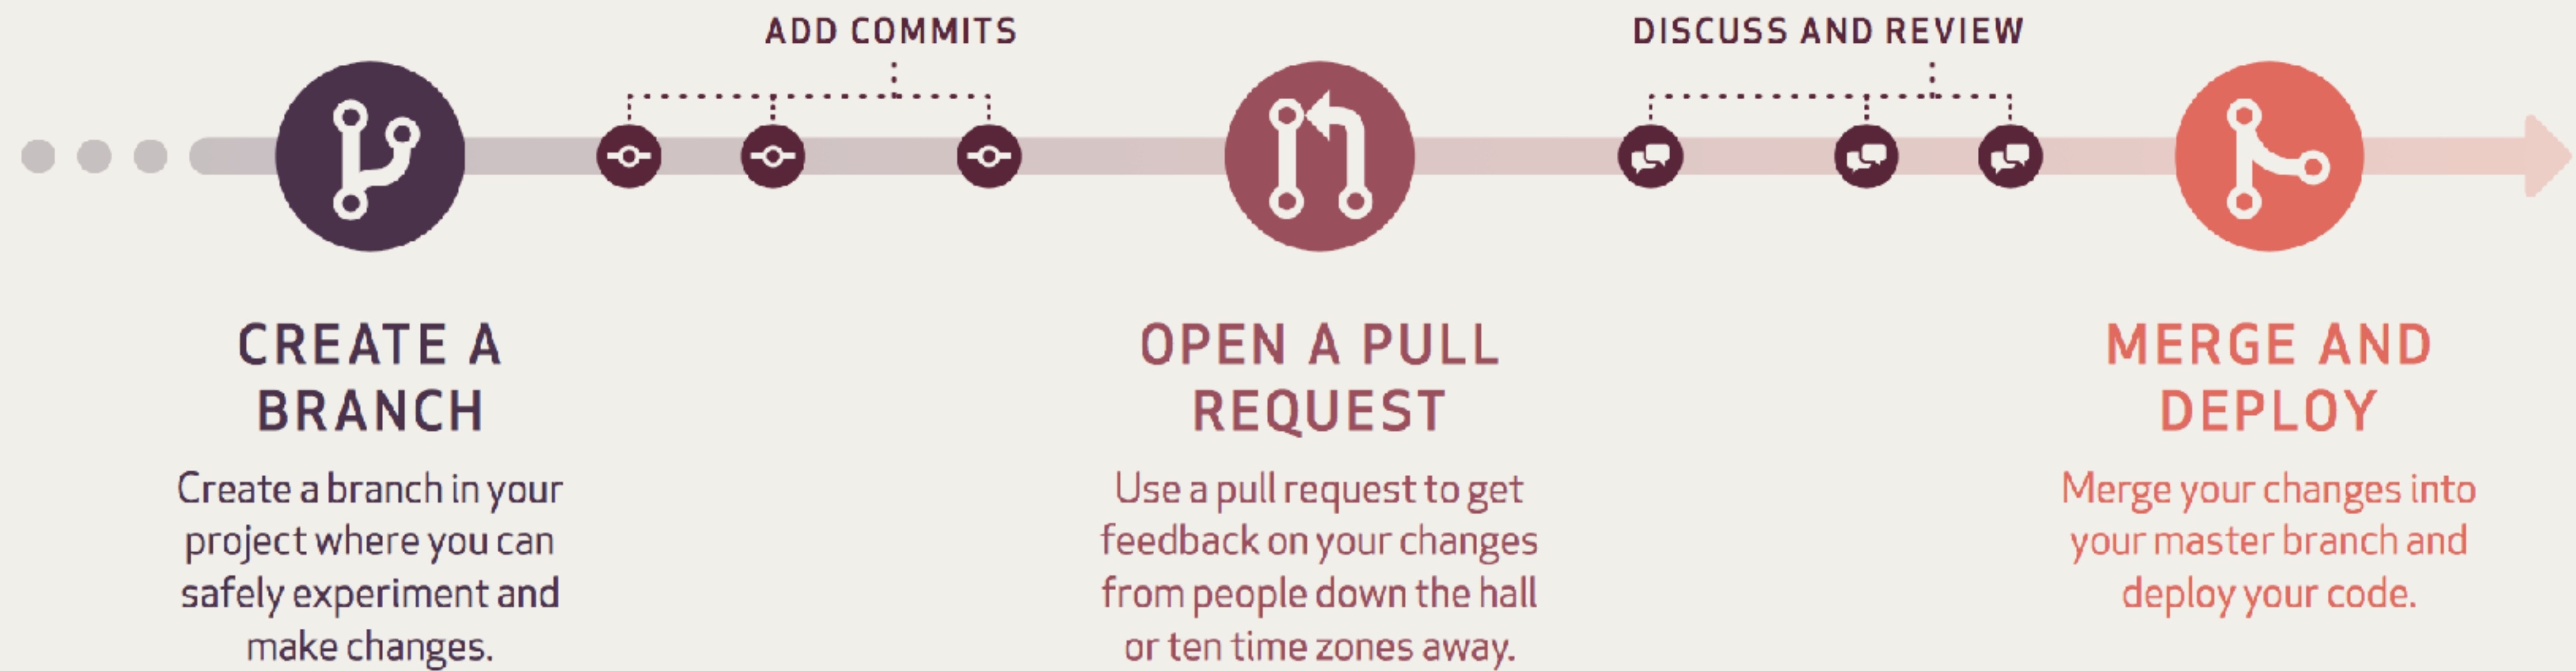 ADD COMMITS
DISCUSS AND REVIEW
CREATE A
BRANCH
Create a branch in your
project where you can
safely experiment and
make changes.
OPEN A PULL
REQUEST
Use a pull request to get
feedback on your changes
from people down the hall
or ten time zones away.
MERGE AND
DEPLOY
Merge your changes into
your master branch and
deploy your code.